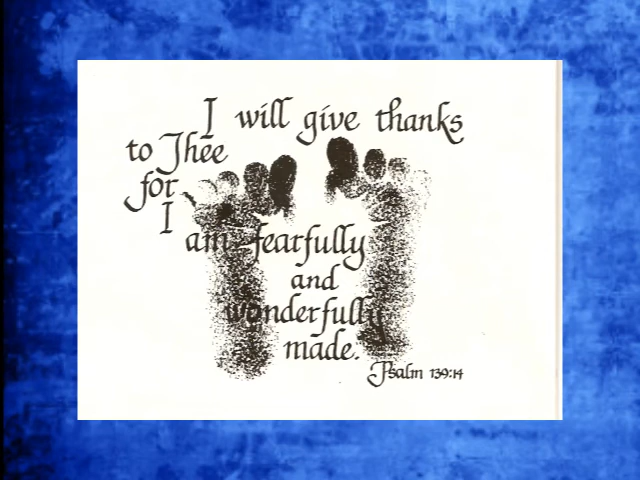 I will give thanks
to Thee
for
I
am fearfully
and
wonderfully
made.
Psalm 139:14